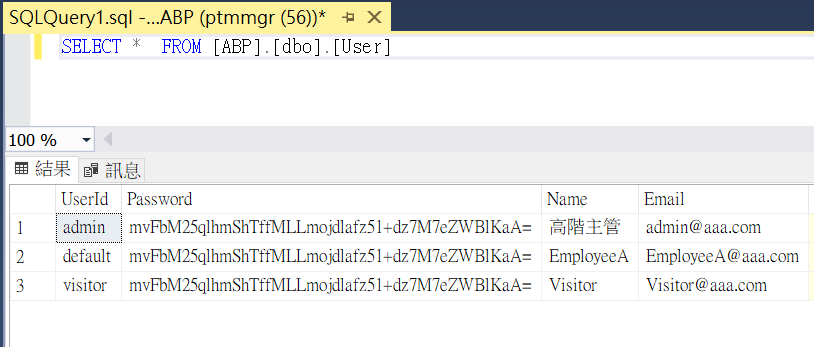 SQLQuery1.sql -...ABP (ptmmgr (56))*
SELECT * FROM [ABP].[dbo].[User]
100 %
結果 訊息
UserId Password Name Email
1 admin mvFbM25qlhmShTffMLLmojdlafz51+dz7M7eZWBlKaA= 高階主管 admin@aaa.com
2 default mvFbM25qlhmShTffMLLmojdlafz51+dz7M7eZWBlKaA= EmployeeA EmployeeA@aaa.com
3 visitor mvFbM25qlhmShTffMLLmojdlafz51+dz7M7eZWBlKaA= Visitor Visitor@aaa.com